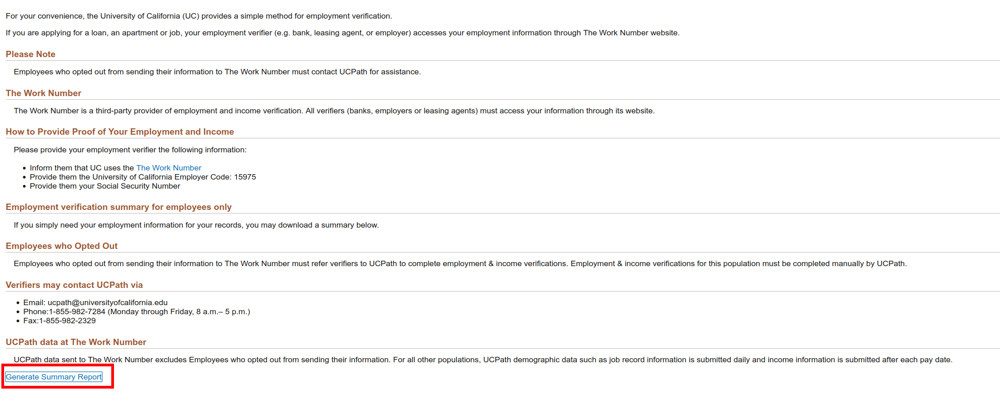 For your convenience, the University of California (UC) provides a simple method for employment verification.
If you are applying for a loan, an apartment or job, your employment verifier (e.g. bank, leasing agent, or employer) accesses your employment information through The Work Number website.
Please Note
Employees who opted out from sending their information to The Work Number must contact UCPath for assistance.
The Work Number
The Work Number is a third-party provider of employment and income verification. All verifiers (banks, employers or leasing agents) must access your information through its website.
How to Provide Proof of Your Employment and Income
Please provide your employment verifier the following information:
• Inform them that UC uses the The Work Number
• Provide them the University of California Employer Code: 15975
• Provide them your Social Security Number
Employment verification summary for employees only
If you simply need your employment information for your records, you may download a summary below.
Employees who Opted Out
Employees who opted out from sending their information to The Work Number must refer verifiers to UCPath to complete employment & income verifications. Employment & income verifications for this population must be completed manually by UCPath.
Verifiers may contact UCPath via
• Email: ucpath@universityofcalifornia.edu
• Phone:1-855-982-7284 (Monday through Friday, 8 a.m.– 5 p.m.)
• Fax:1-855-982-2329
UCPath data at The Work Number
UCPath data sent to The Work Number excludes Employees who opted out from sending their information. For all other populations, UCPath demographic data such as job record information is submitted daily and income information is submitted after each pay date.
Generate Summary Report